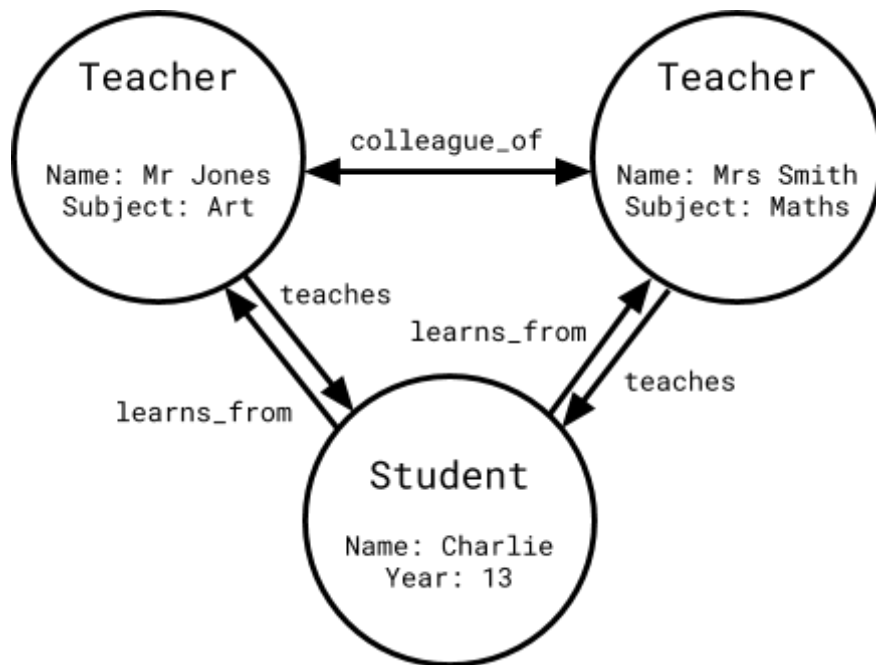 Teacher
Name: Mr Jones
Subject: Art
colleague_of
Teacher
Name: Mrs Smith
Subject: Maths
teaches
learns_from
learns_from
teaches
Student
Name: Charlie
Year: 13